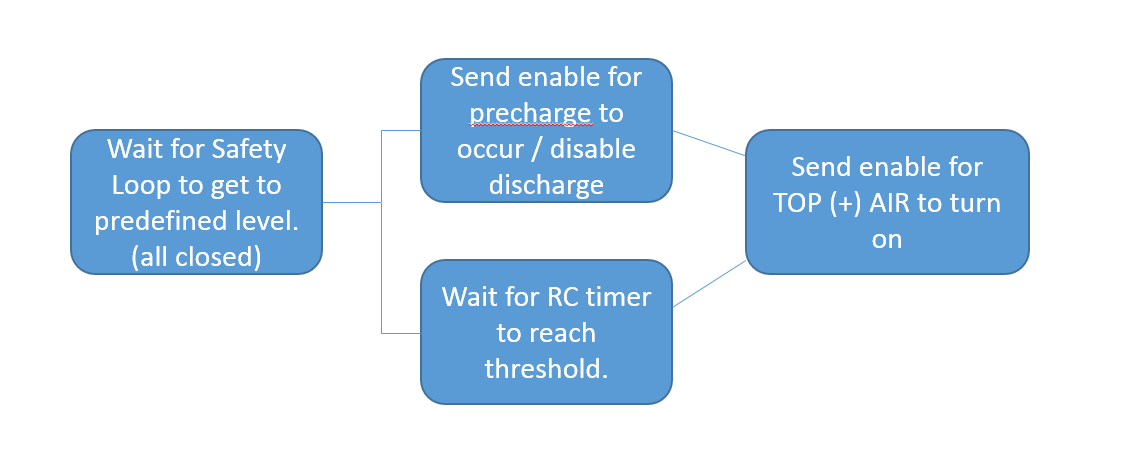 Wait for Safety
Loop to get to
predefined level.
(all closed)
Send enable for
precharge to
occur / disable
discharge
Wait for RC timer
to reach
threshold.
Send enable for
TOP (+) AIR to turn
on